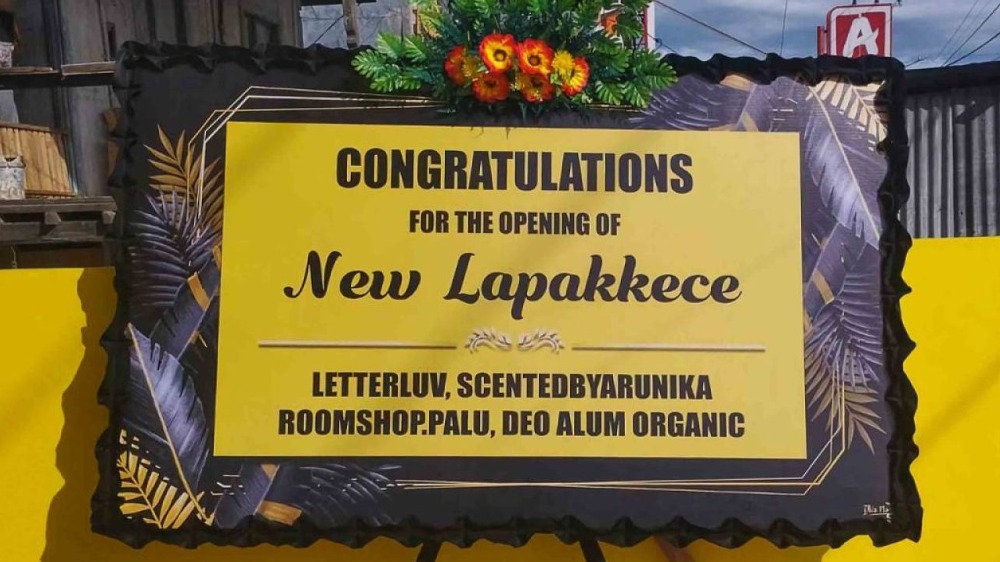 A
CONGRATULATIONS
FOR THE OPENING OF
New Lapakkece
LETTERLUV, SCENTEDBYARUNIKA
ROOMSHOP.PALU, DEO ALUM ORGANIC